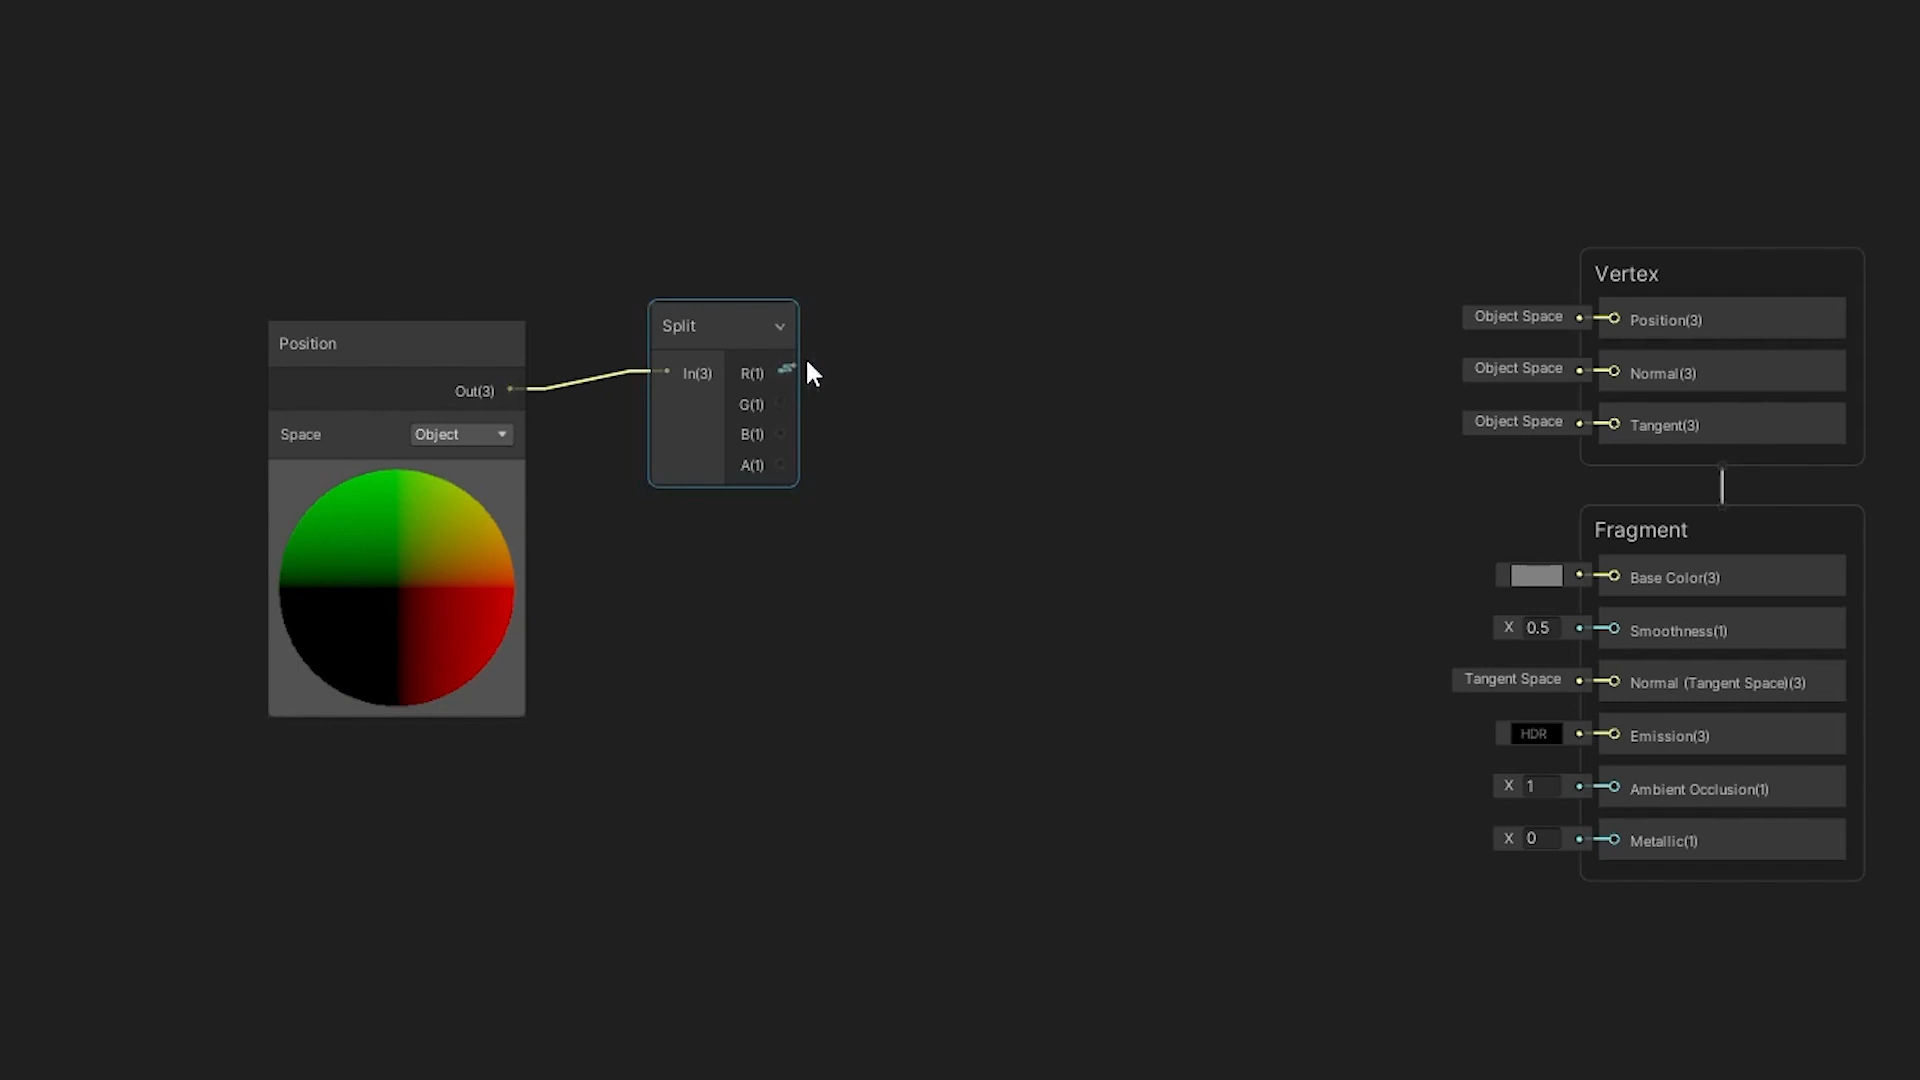 Position
Out(3)
Space
Object
Split
In(3)
R(1)
G(1)
B(1)
A(1)
Vertex
Object Space
Position(3)
Object Space
Normal(3)
Object Space
Tangent(3)
Fragment
Base Color(3)
X 0.5
Smoothness(1)
Tangent Space
Normal (Tangent Space)(3)
HDR
Emission(3)
X 1
Ambient Occlusion(1)
X 0
Metallic(1)